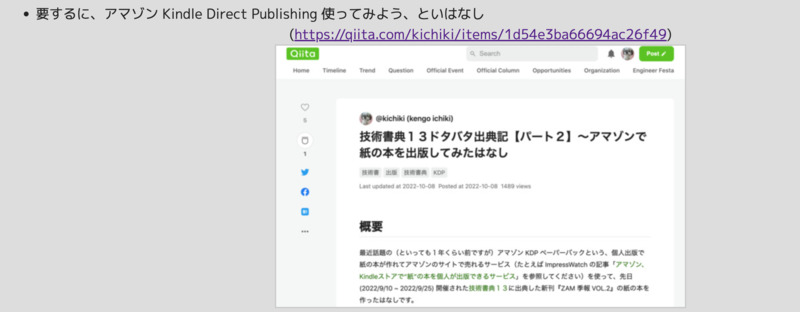 • 要するに、アマゾン Kindle Direct Publishing 使ってみよう、といはなし
(https://qiita.com/kichiki/items/1d54e3ba66694ac26f49)
Qiita
Search
Post
Home Timeline Trend Question Official Event Official Column Opportunities Organization Engineer Festa
5
1
@kichiki (kengo ichiki)
技術書典１３ドタバタ出典記【パート２】〜アマゾンで
紙の本を出版してみたはなし
技術書 出版 技術書典 KDP
Last updated at 2022-10-08 Posted at 2022-10-08 1489 views
概要
最近話題の（といっても１年くらい前ですが）アマゾン KDP ペーパーバックという、個人出版で
紙の本が作れてアマゾンのサイトで売れるサービス（たとえば ImpressWatch の記事「アマゾン、
Kindleストアで“紙”の本を個人が出版できるサービス」を参照してください）を使って、先日
(2022/9/10 ~ 2022/9/25) 開催された技術書典１３に出典した新刊『ZAM 季報 VOL.2』の紙の本を
作ったはなしです。